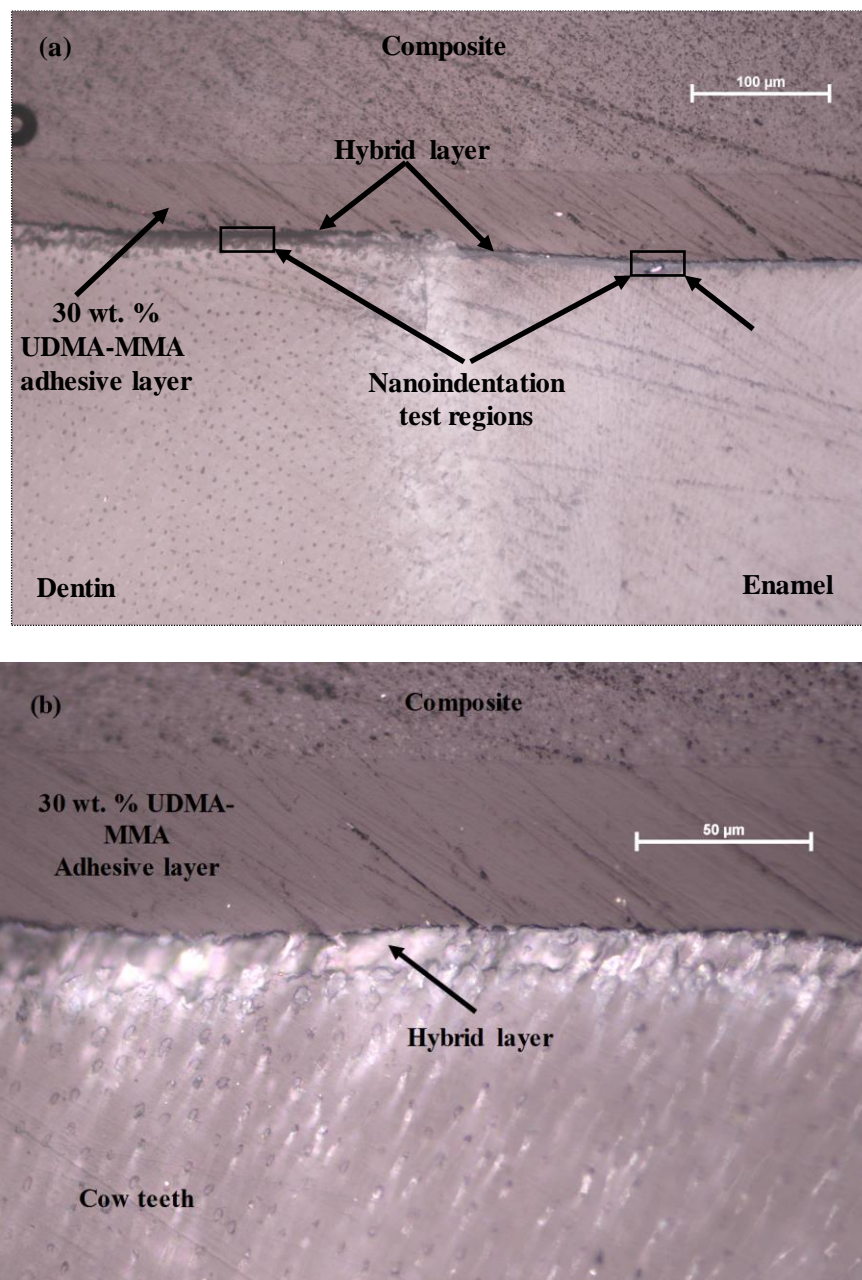 (a)
Composite
100 µm
Hybrid layer
30 wt. %
UDMA-MMA
adhesive layer
Nanoindentation
test regions
Dentin
Enamel
(b)
Composite
30 wt. % UDMA-
MMA
Adhesive layer
50 µm
Hybrid layer
Cow teeth